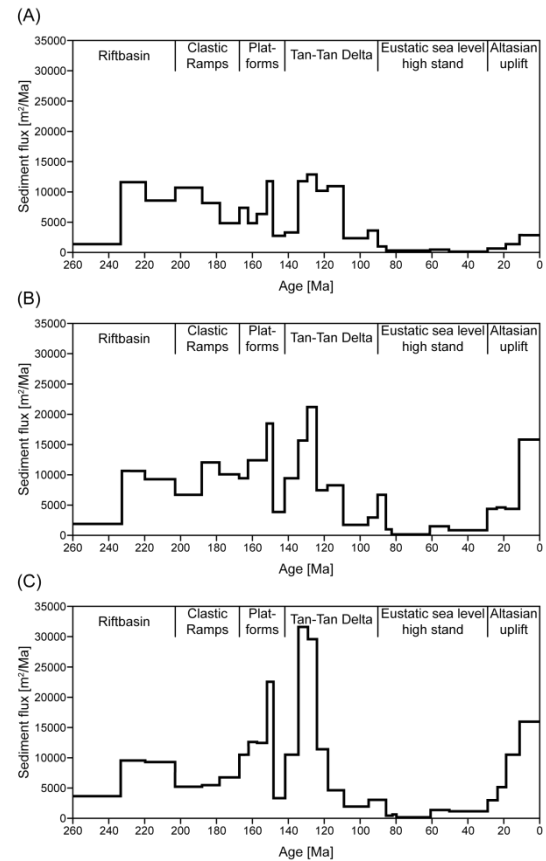 (A)
35000
30000
25000
20000
15000
10000
5000
0
Sediment flux [m²/Ma]
Riftbasin
Clastic
Ramps
Plat-
forms
Tan-Tan Delta
Eustatic sea level
high stand
Altasian
uplift
260 240 220 200 180 160 140 120 100 80 60 40 20 0
Age [Ma]
(B)
35000
30000
25000
20000
15000
10000
5000
0
Sediment flux [m²/Ma]
Riftbasin
Clastic
Ramps
Plat-
forms
Tan-Tan Delta
Eustatic sea level
high stand
Altasian
uplift
260 240 220 200 180 160 140 120 100 80 60 40 20 0
Age [Ma]
(C)
35000
30000
25000
20000
15000
10000
5000
0
Sediment flux [m²/Ma]
Riftbasin
Clastic
Ramps
Plat-
forms
Tan-Tan Delta
Eustatic sea level
high stand
Altasian
uplift
260 240 220 200 180 160 140 120 100 80 60 40 20 0
Age [Ma]